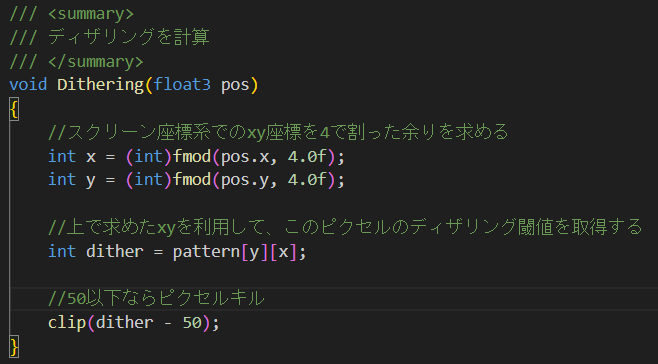 /// <summary>
/// ディザリングを計算
/// </summary>
void Dithering(float3 pos)
{
//スクリーン座標系でのxy座標を4で割った余りを求める
int x = (int)fmod(pos.x, 4.0f);
int y = (int)fmod(pos.y, 4.0f);
//上で求めたxyを利用して、このピクセルのディザリング閾値を取得する
int dither = pattern[y][x];
//50以下ならピクセルキル
clip(dither - 50);
}